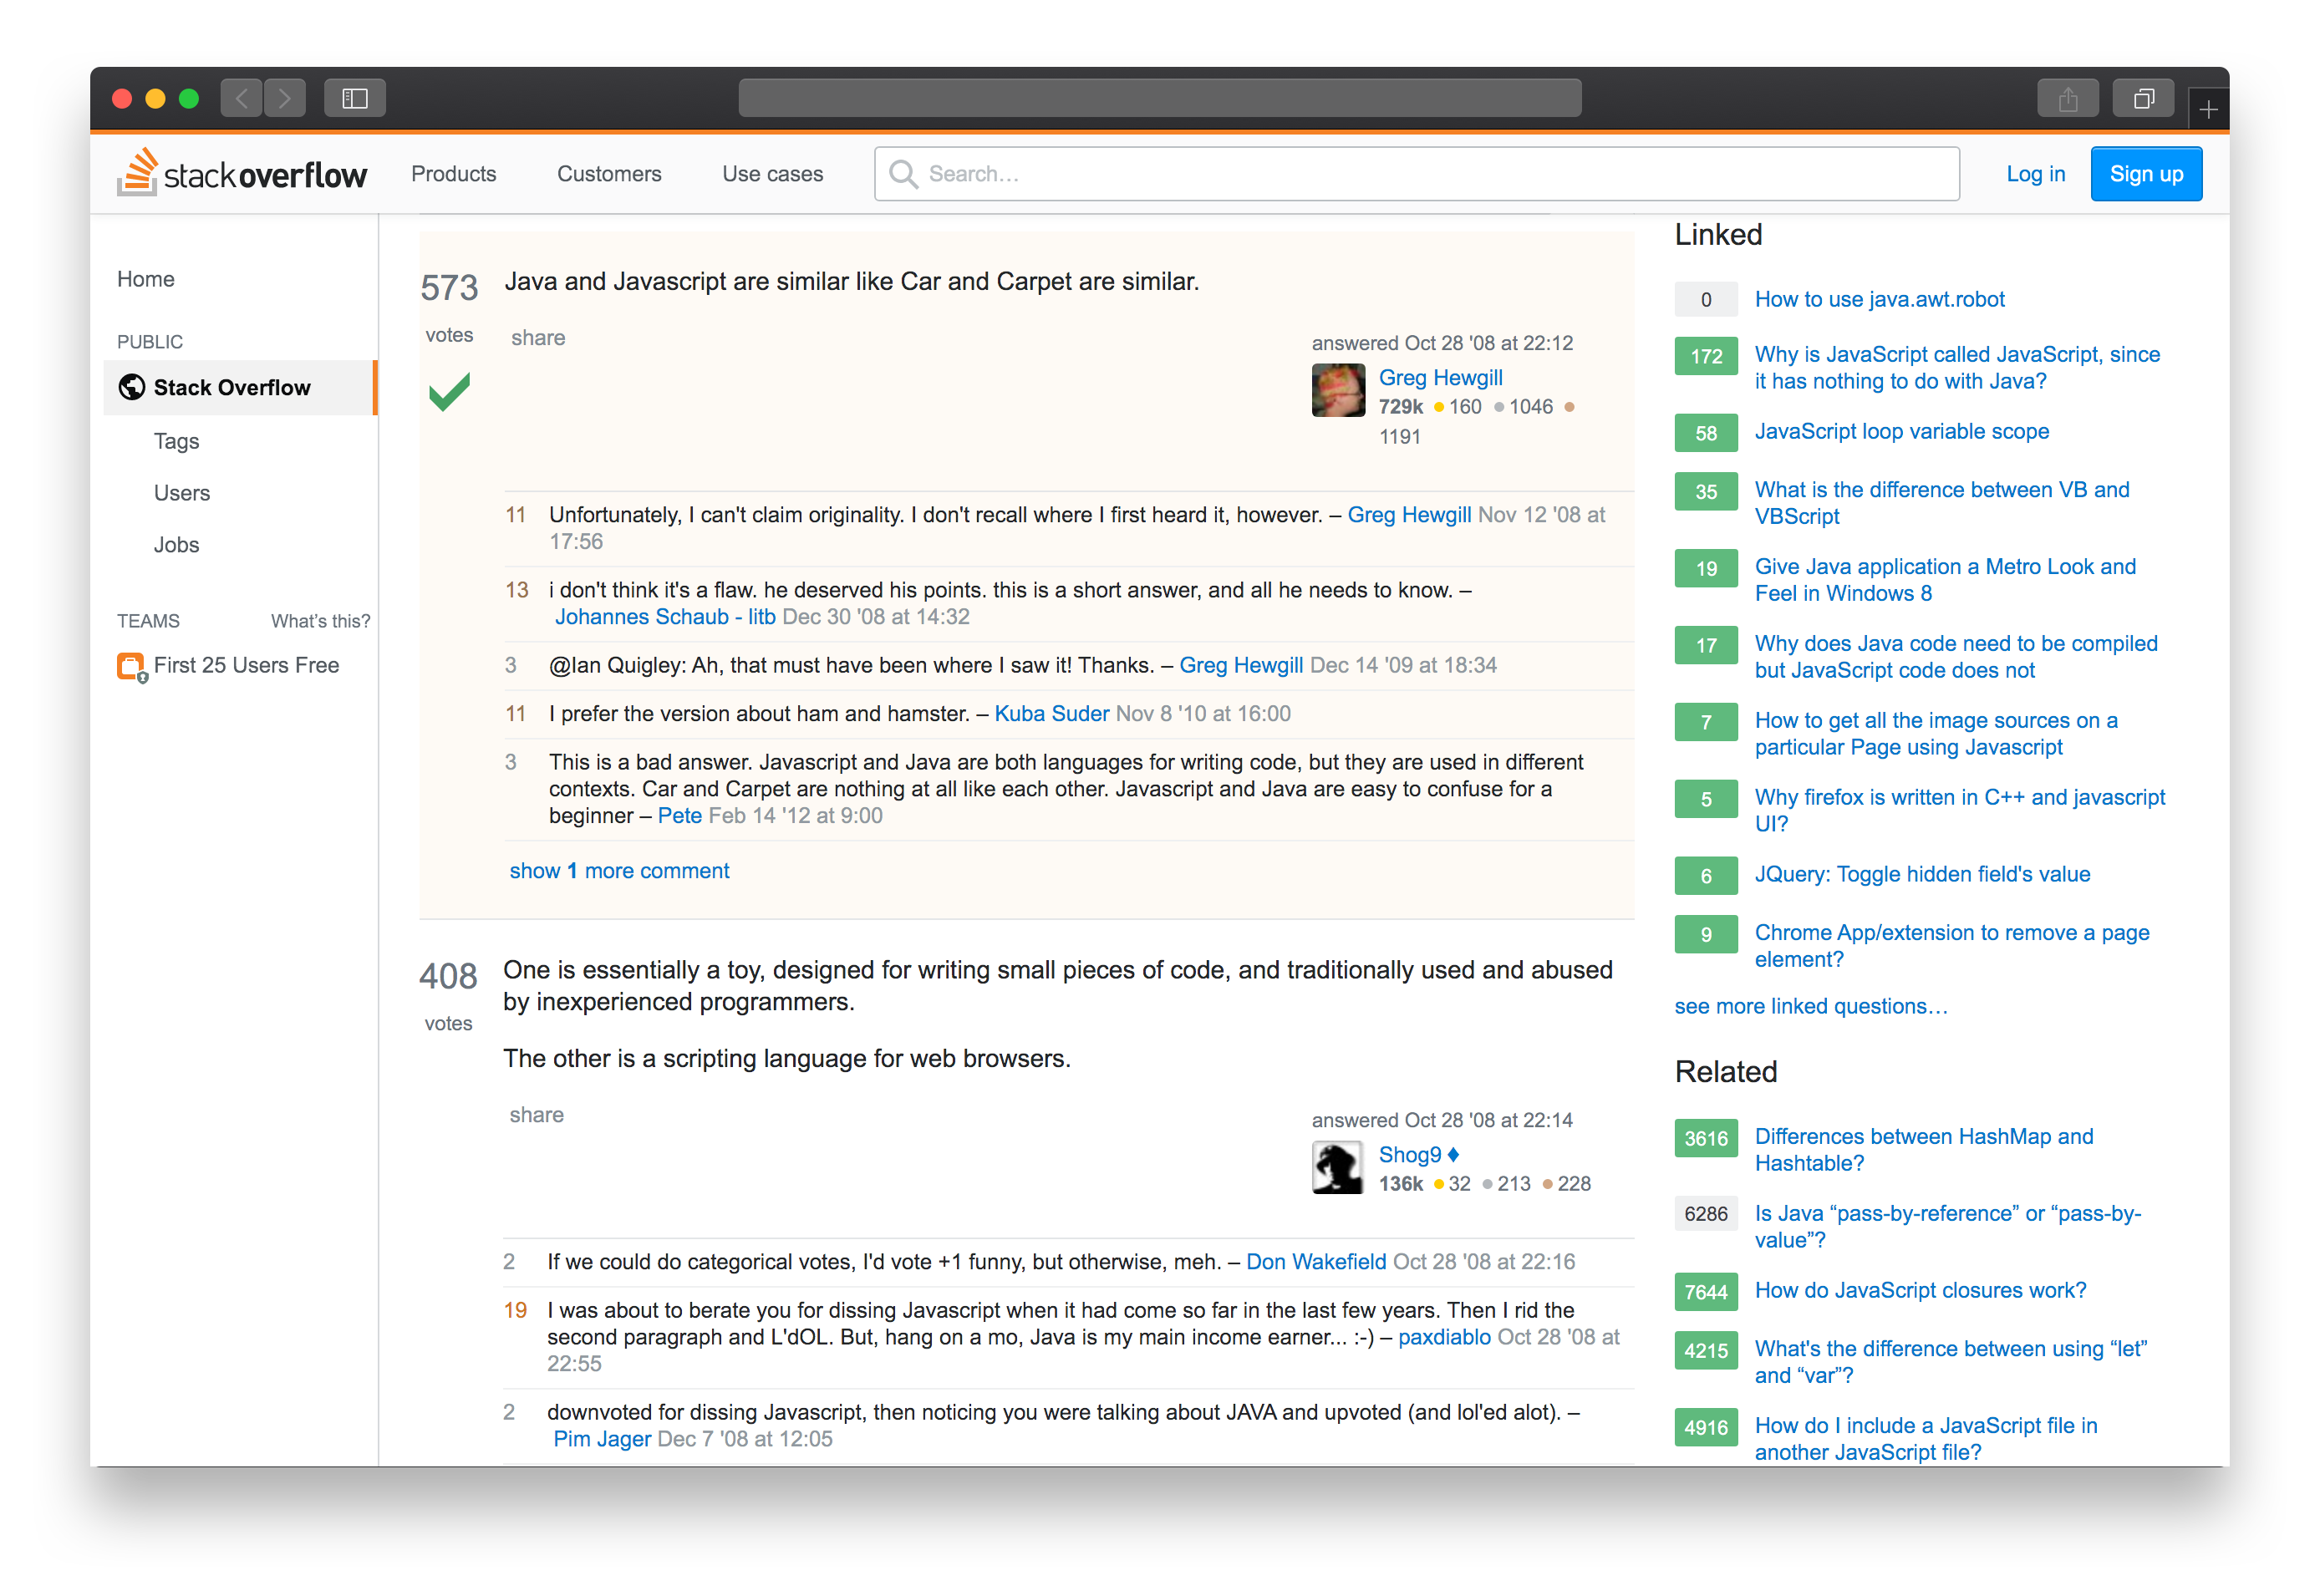 stackoverflow
Products
Customers
Use cases
Search...
Log in
Sign up
Home
PUBLIC
Stack Overflow
Tags
Users
Jobs
TEAMS
What's this?
First 25 Users Free
573
votes
Java and Javascript are similar like Car and Carpet are similar.
share
answered Oct 28 '08 at 22:12
Greg Hewgill
729k ● 160 ● 1046 ●
1191
11 Unfortunately, I can't claim originality. I don't recall where I first heard it, however. – Greg Hewgill Nov 12 '08 at
17:56
13 i don't think it's a flaw. he deserved his points. this is a short answer, and all he needs to know. –
Johannes Schaub - litb Dec 30 '08 at 14:32
3 @Ian Quigley: Ah, that must have been where I saw it! Thanks. – Greg Hewgill Dec 14 '09 at 18:34
11 I prefer the version about ham and hamster. – Kuba Suder Nov 8 '10 at 16:00
3 This is a bad answer. Javascript and Java are both languages for writing code, but they are used in different
contexts. Car and Carpet are nothing at all like each other. Javascript and Java are easy to confuse for a
beginner – Pete Feb 14 '12 at 9:00
show 1 more comment
408
votes
One is essentially a toy, designed for writing small pieces of code, and traditionally used and abused
by inexperienced programmers.
The other is a scripting language for web browsers.
share
answered Oct 28 '08 at 22:14
Shog9 ♦
136k ● 32 ● 213 ● 228
2 If we could do categorical votes, I'd vote +1 funny, but otherwise, meh. – Don Wakefield Oct 28 '08 at 22:16
19 I was about to berate you for dissing Javascript when it had come so far in the last few years. Then I rid the
second paragraph and L'dOL. But, hang on a mo, Java is my main income earner... :-) – paxdiablo Oct 28 '08 at
22:55
2 downvoted for dissing Javascript, then noticing you were talking about JAVA and upvoted (and lol'ed alot). –
Pim Jager Dec 7 '08 at 12:05
Linked
0 How to use java.awt.robot
172 Why is JavaScript called JavaScript, since
it has nothing to do with Java?
58 JavaScript loop variable scope
35 What is the difference between VB and
VBScript
19 Give Java application a Metro Look and
Feel in Windows 8
17 Why does Java code need to be compiled
but JavaScript code does not
7 How to get all the image sources on a
particular Page using Javascript
5 Why firefox is written in C++ and javascript
UI?
6 JQuery: Toggle hidden field's value
9 Chrome App/extension to remove a page
element?
see more linked questions…
Related
3616 Differences between HashMap and
Hashtable?
6286 Is Java “pass-by-reference” or “pass-by-
value”?
7644 How do JavaScript closures work?
4215 What's the difference between using “let”
and “var”?
4916 How do I include a JavaScript file in
another JavaScript file?